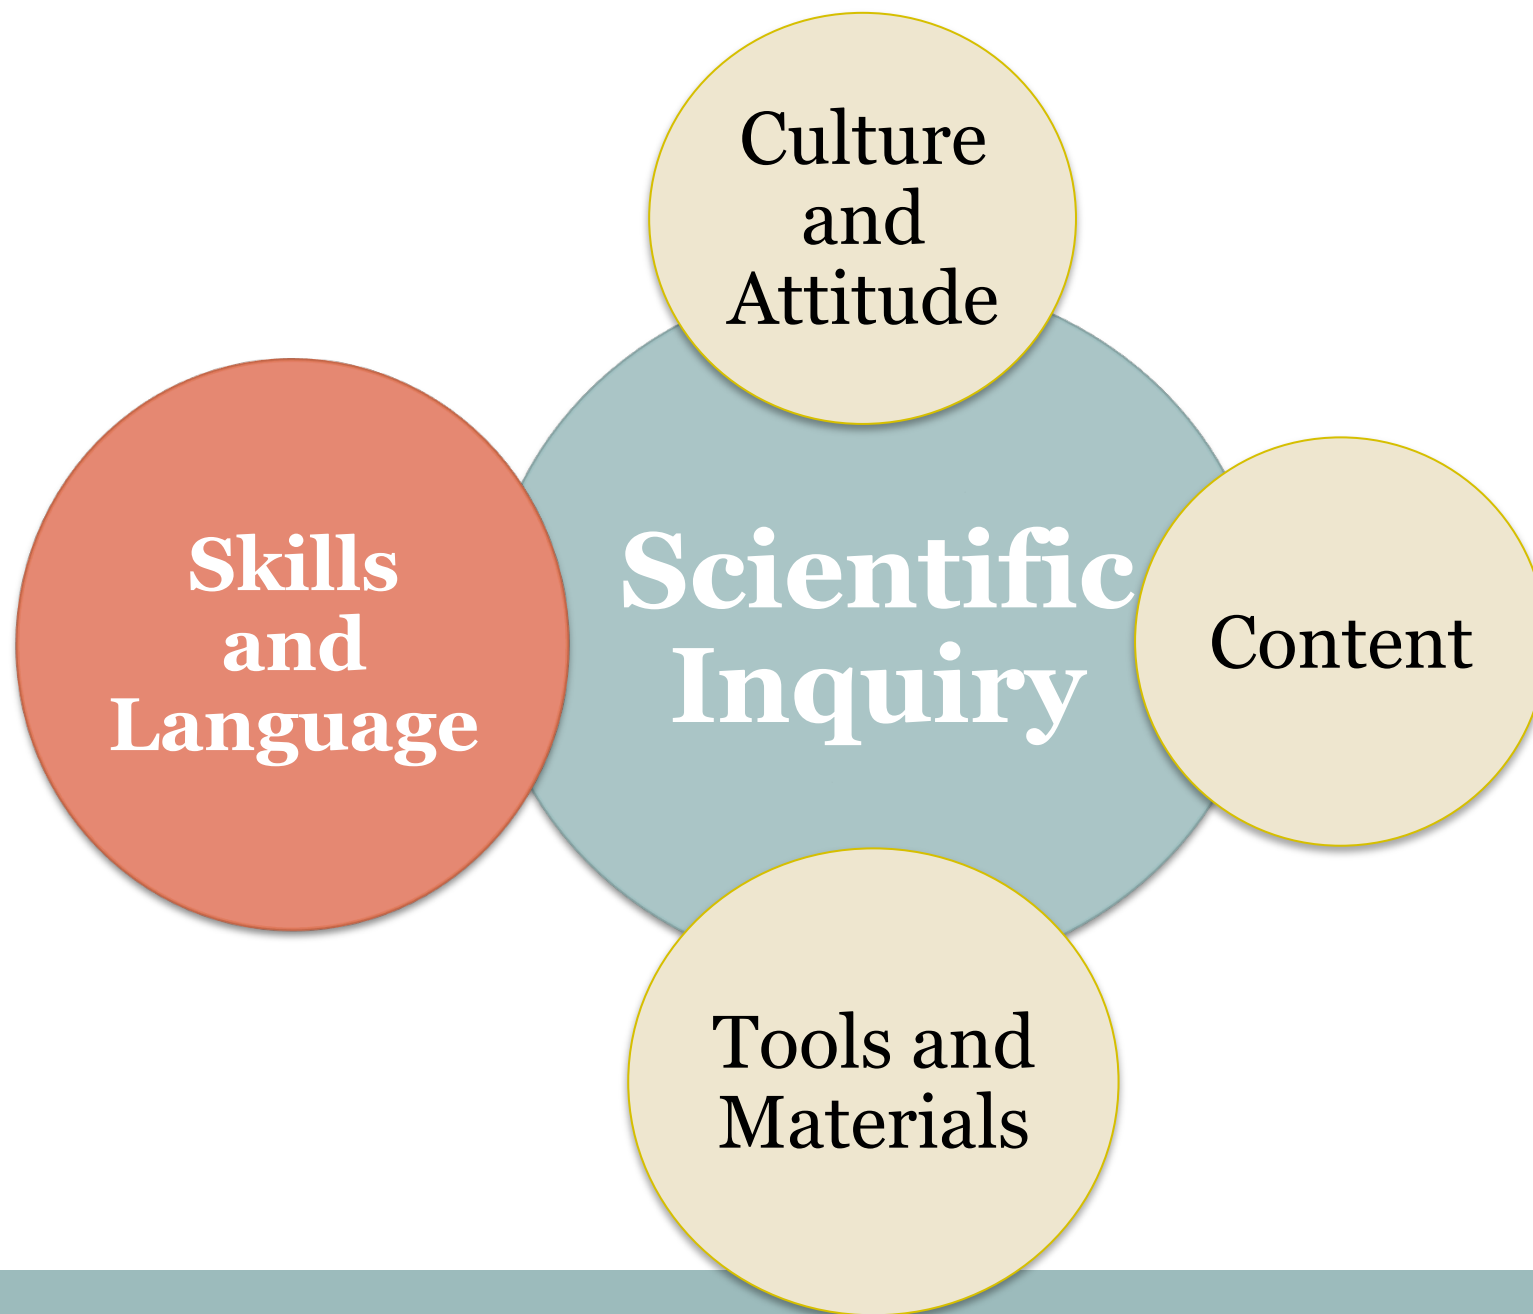 Culture
and
Attitude
Skills
and
Language
Scientific
Inquiry
Content
Tools and
Materials